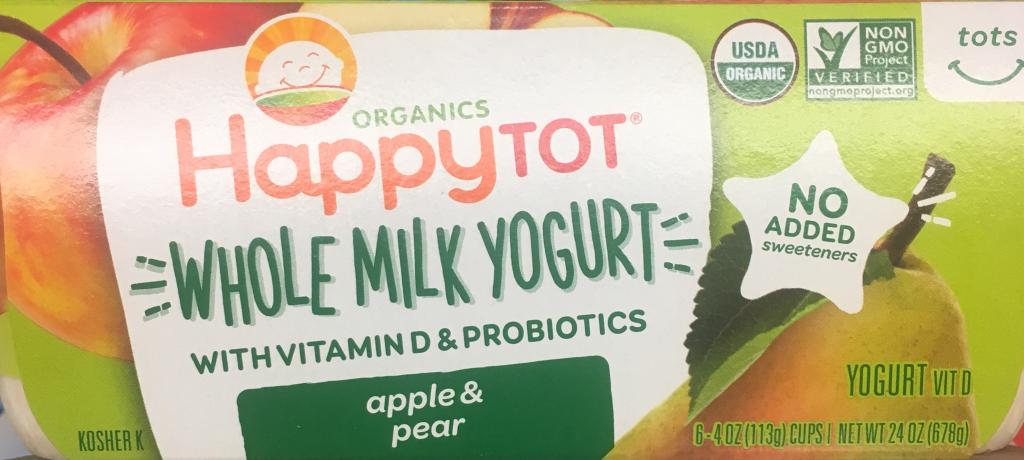 ORGANICS
HappyTOT®
WHOLE MILK YOGURT
WITH VITAMIN D & PROBIOTICS
apple &
pear
KOSHER K
USDA
ORGANIC
NON
GMO
Project
VERIFIED
nongmoproject.org
tots
NO
ADDED
sweeteners
YOGURT VIT D
6-4 OZ (113g) CUPS | NET WT 24 OZ (678g)